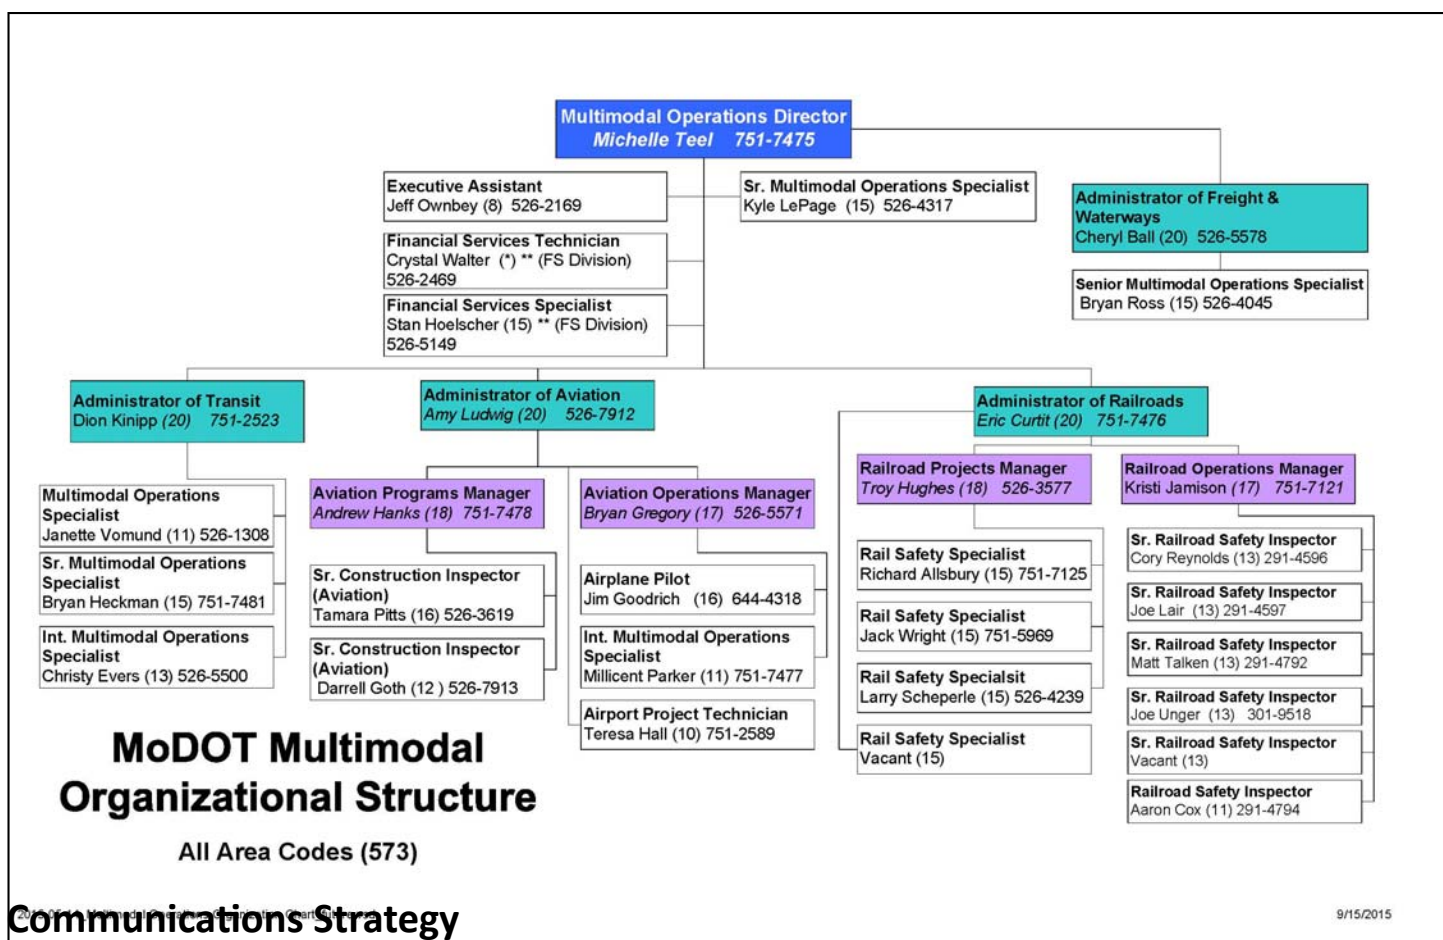 Multimodal Operations Director
Michelle Teel 751-7475
Executive Assistant
Jeff Ownbey (8) 526-2169
Sr. Multimodal Operations Specialist
Kyle LePage (15) 526-4317
Administrator of Freight &
Waterways
Cheryl Ball (20) 526-5578
Financial Services Technician
Crystal Walter (*) ** (FS Division)
526-2469
Senior Multimodal Operations Specialist
Bryan Ross (15) 526-4045
Financial Services Specialist
Stan Hoelscher (15) ** (FS Division)
526-5149
Administrator of Transit
Dion Kinipp (20) 751-2523
Administrator of Aviation
Amy Ludwig (20) 526-7912
Administrator of Railroads
Eric Curtit (20) 751-7476
Multimodal Operations
Specialist
Janette Vomund (11) 526-1308
Sr. Multimodal Operations
Specialist
Bryan Heckman (15) 751-7481
Int. Multimodal Operations
Specialist
Christy Evers (13) 526-5500
Aviation Programs Manager
Andrew Hanks (18) 751-7478
Sr. Construction Inspector
(Aviation)
Tamara Pitts (16) 526-3619
Sr. Construction Inspector
(Aviation)
Darrell Goth (12 ) 526-7913
Aviation Operations Manager
Bryan Gregory (17) 526-5571
Airplane Pilot
Jim Goodrich (16) 644-4318
Int. Multimodal Operations
Specialist
Millicent Parker (11) 751-7477
Airport Project Technician
Teresa Hall (10) 751-2589
Railroad Projects Manager
Troy Hughes (18) 526-3577
Rail Safety Specialist
Richard Allsbury (15) 751-7125
Rail Safety Specialist
Jack Wright (15) 751-5969
Rail Safety Specialsit
Larry Scheperle (15) 526-4239
Rail Safety Specialist
Vacant (15)
Railroad Operations Manager
Kristi Jamison (17) 751-7121
Sr. Railroad Safety Inspector
Cory Reynolds (13) 291-4596
Sr. Railroad Safety Inspector
Joe Lair (13) 291-4597
Sr. Railroad Safety Inspector
Matt Talken (13) 291-4792
Sr. Railroad Safety Inspector
Joe Unger (13) 301-9518
Sr. Railroad Safety Inspector
Vacant (13)
Railroad Safety Inspector
Aaron Cox (11) 291-4794
MoDOT Multimodal
Organizational Structure
All Area Codes (573)
Communications Strategy
9/15/2015